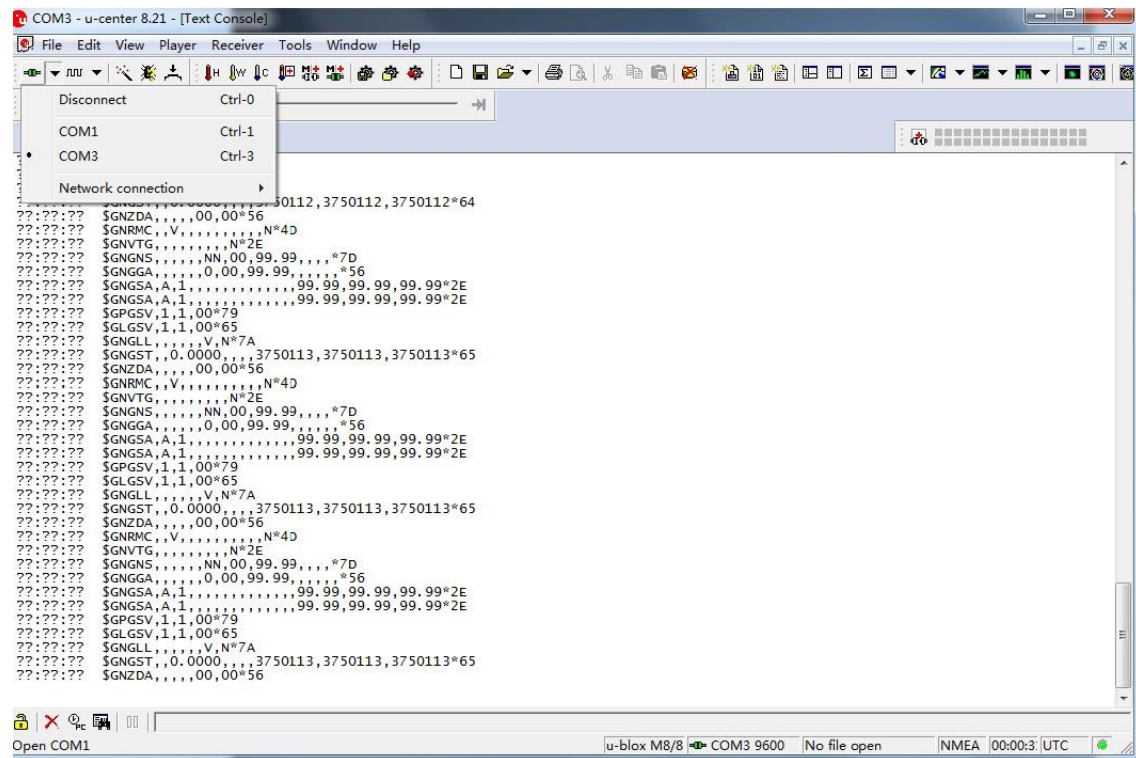 COM3 - u-center 8.21 - [Text Console]
File Edit View Player Receiver Tools Window Help
Disconnect Ctrl-0
COM1 Ctrl-1
COM3 Ctrl-3
Network connection
??:??:?? $GNGST,,0.0000,,,,3750112,3750112,3750112*64
??:??:?? $GNZDA,,,,,00,00*56
??:??:?? $GNRMC,,V,,,,,,,,,,N*4D
??:??:?? $GNVTG,,,,,,,,,N*2E
??:??:?? $GNGNS,,,,,,NN,00,99.99,,,,*7D
??:??:?? $GNGGA,,,,,,0,00,99.99,,,,,,*56
??:??:?? $GNGSA,A,1,,,,,,,,,,,,,99.99,99.99,99.99*2E
??:??:?? $GNGSA,A,1,,,,,,,,,,,,,99.99,99.99,99.99*2E
??:??:?? $GPGSV,1,1,00*79
??:??:?? $GLGSV,1,1,00*65
??:??:?? $GNGLL,,,,,,V,N*7A
??:??:?? $GNGST,,0.0000,,,,3750113,3750113,3750113*65
??:??:?? $GNZDA,,,,,00,00*56
??:??:?? $GNRMC,,V,,,,,,,,,,N*4D
??:??:?? $GNVTG,,,,,,,,,N*2E
??:??:?? $GNGNS,,,,,,NN,00,99.99,,,,*7D
??:??:?? $GNGGA,,,,,,0,00,99.99,,,,,,*56
??:??:?? $GNGSA,A,1,,,,,,,,,,,,,99.99,99.99,99.99*2E
??:??:?? $GNGSA,A,1,,,,,,,,,,,,,99.99,99.99,99.99*2E
??:??:?? $GPGSV,1,1,00*79
??:??:?? $GLGSV,1,1,00*65
??:??:?? $GNGLL,,,,,,V,N*7A
??:??:?? $GNGST,,0.0000,,,,3750113,3750113,3750113*65
??:??:?? $GNZDA,,,,,00,00*56
??:??:?? $GNRMC,,V,,,,,,,,,,N*4D
??:??:?? $GNVTG,,,,,,,,,N*2E
??:??:?? $GNGNS,,,,,,NN,00,99.99,,,,*7D
??:??:?? $GNGGA,,,,,,0,00,99.99,,,,,,*56
??:??:?? $GNGSA,A,1,,,,,,,,,,,,,99.99,99.99,99.99*2E
??:??:?? $GNGSA,A,1,,,,,,,,,,,,,99.99,99.99,99.99*2E
??:??:?? $GPGSV,1,1,00*79
??:??:?? $GLGSV,1,1,00*65
??:??:?? $GNGLL,,,,,,V,N*7A
??:??:?? $GNGST,,0.0000,,,,3750113,3750113,3750113*65
??:??:?? $GNZDA,,,,,00,00*56
Open COM1 u-blox M8/8 COM3 9600 No file open NMEA 00:00:3 UTC